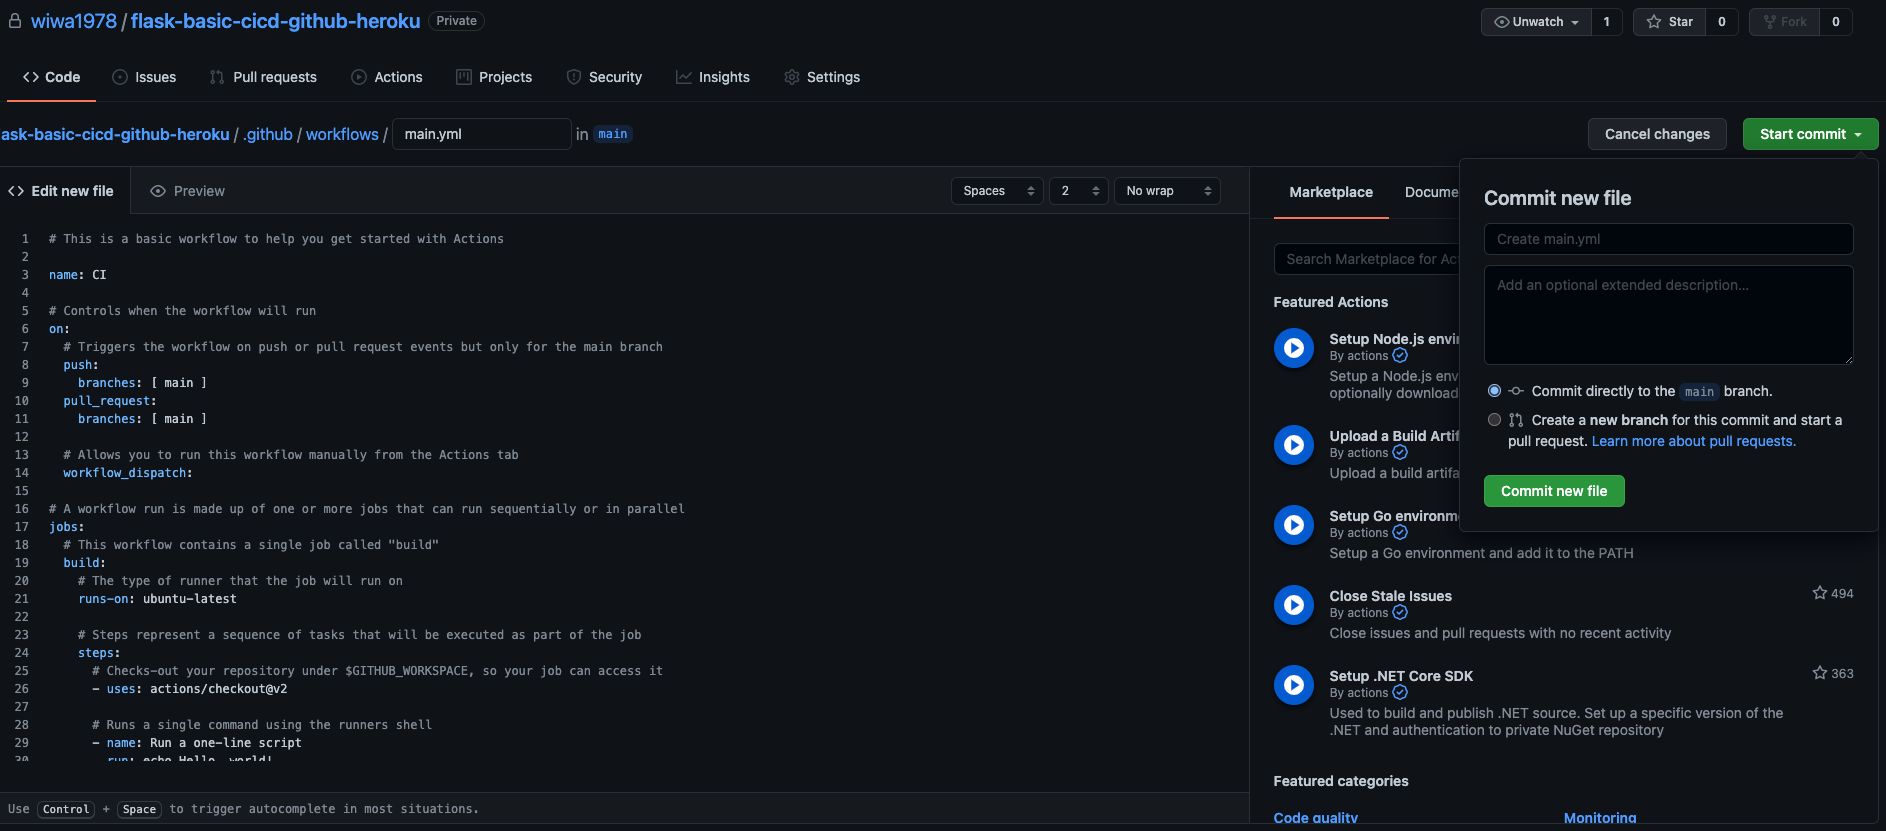 wiwa1978 / flask-basic-cicd-github-heroku Private
Unwatch 1 Star 0 Fork 0
Code Issues Pull requests Actions Projects Security Insights Settings
ask-basic-cicd-github-heroku / .github / workflows / main.yml in main
Cancel changes Start commit
Edit new file Preview
Spaces 2 No wrap
1 # This is a basic workflow to help you get started with Actions
2
3 name: CI
4
5 # Controls when the workflow will run
6 on:
7 # Triggers the workflow on push or pull request events but only for the main branch
8 push:
9 branches: [ main ]
10 pull_request:
11 branches: [ main ]
12
13 # Allows you to run this workflow manually from the Actions tab
14 workflow_dispatch:
15
16 # A workflow run is made up of one or more jobs that can run sequentially or in parallel
17 jobs:
18 # This workflow contains a single job called "build"
19 build:
20 # The type of runner that the job will run on
21 runs-on: ubuntu-latest
22
23 # Steps represent a sequence of tasks that will be executed as part of the job
24 steps:
25 # Checks-out your repository under $GITHUB_WORKSPACE, so your job can access it
26 - uses: actions/checkout@v2
27
28 # Runs a single command using the runners shell
29 - name: Run a one-line script
30 run: echo Hello, world!
Use Control + Space to trigger autocomplete in most situations.
Marketplace Docume
Search Marketplace for Ac
Featured Actions
Setup Node.js envi
By actions
Setup a Node.js env
optionally download
Upload a Build Artif
By actions
Upload a build artifa
Setup Go environm
By actions
Setup a Go environment and add it to the PATH
Close Stale Issues 494
By actions
Close issues and pull requests with no recent activity
Setup .NET Core SDK 363
By actions
Used to build and publish .NET source. Set up a specific version of the
.NET and authentication to private NuGet repository
Featured categories
Code quality Monitoring
Commit new file
Create main.yml
Add an optional extended description...
Commit directly to the main branch.
Create a new branch for this commit and start a
pull request. Learn more about pull requests.
Commit new file